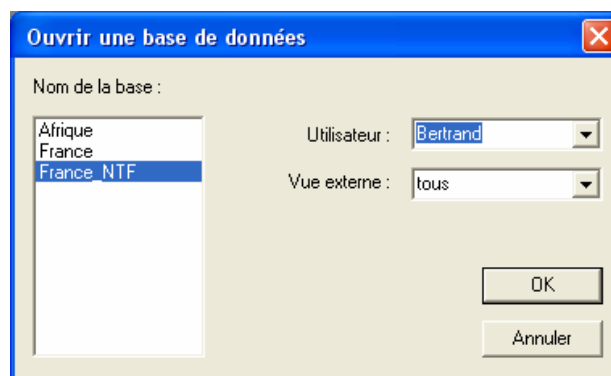 Ouvrir une base de données
Nom de la base :
Afrique
France
France_NTF
Utilisateur :
Bertrand
Vue externe :
tous
OK
Annuler